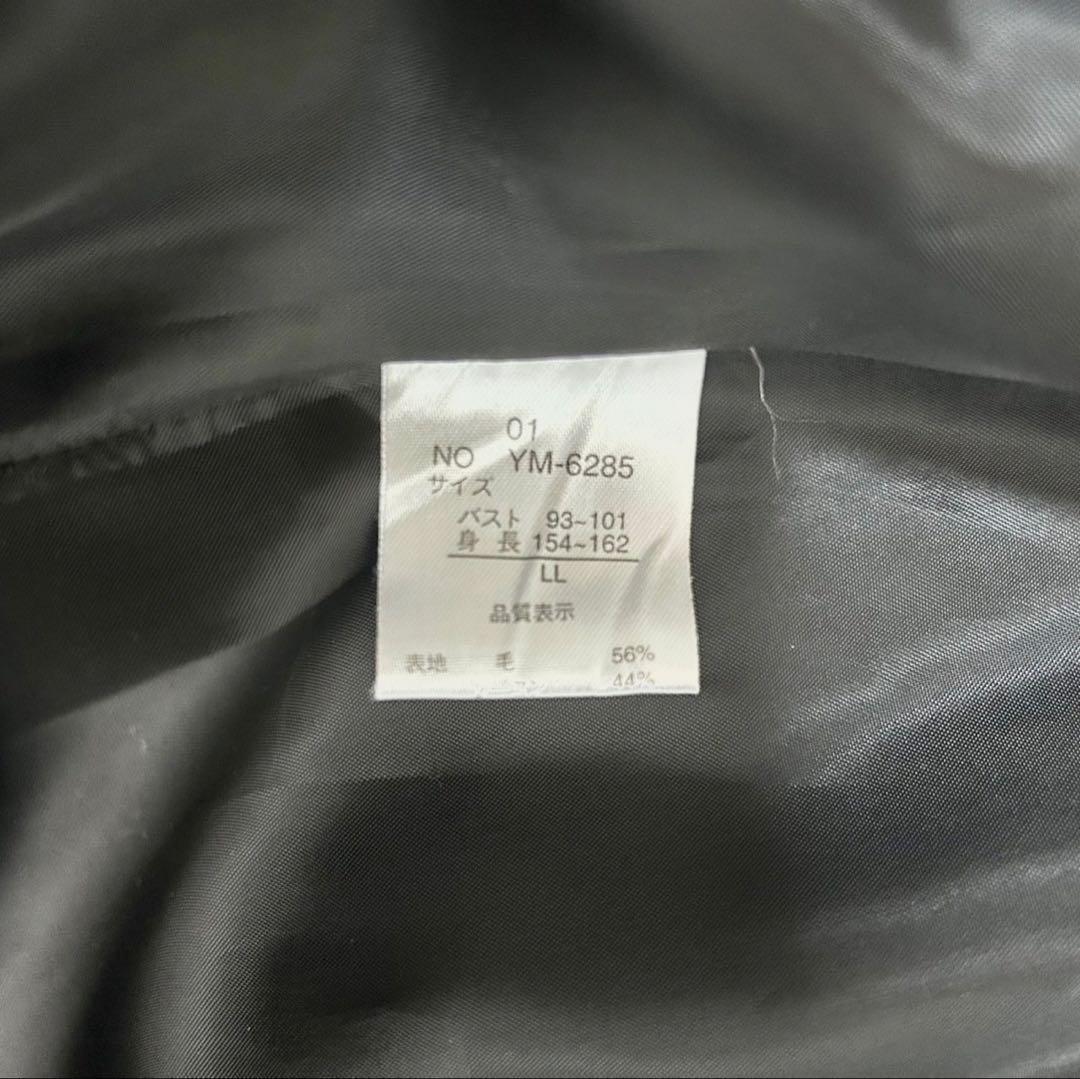 01
NO YM-6285
サイズ
バスト 93~101
身長 154~162
LL
品質表示
表地 毛 56%
44%